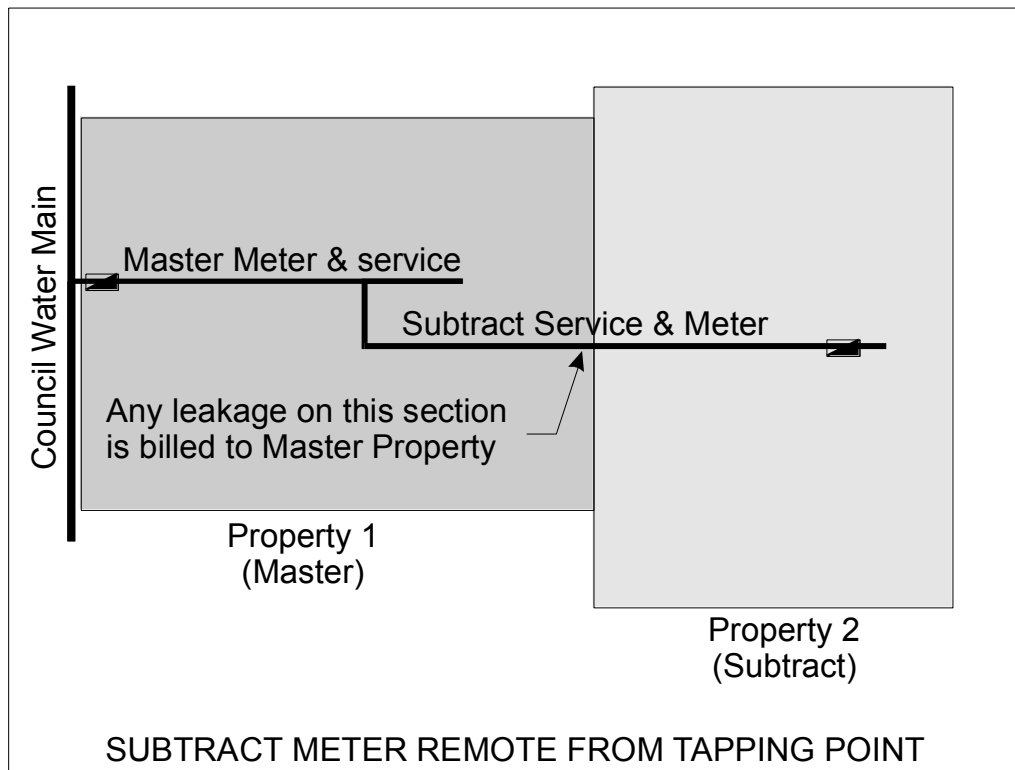 Council Water Main
Master Meter & service
Subtract Service & Meter
Any leakage on this section
is billed to Master Property
Property 1
(Master)
Property 2
(Subtract)
SUBTRACT METER REMOTE FROM TAPPING POINT